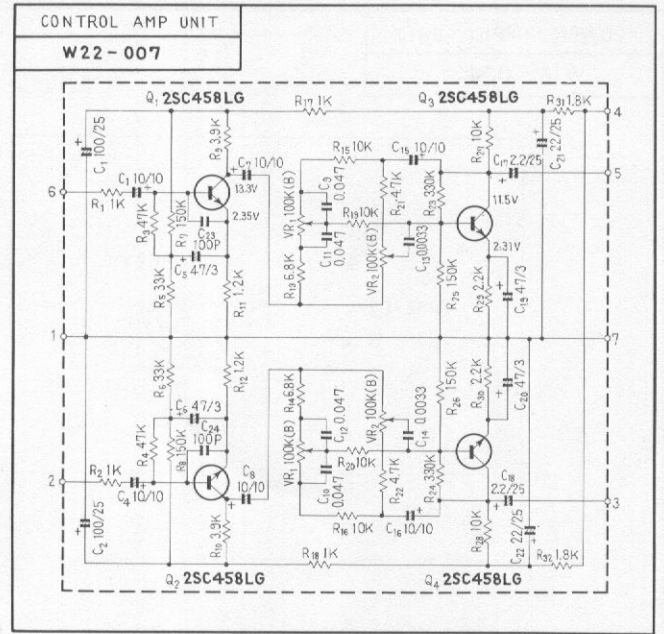 CONTROL AMP UNIT
W22-007
Q1 2SC458LG
R17 1K
Q3 2SC458LG
R31 1.8K
4
C1 100/25
R9 3.9K
C7 10/10
R15 10K
C15 10/10
R27 10K
C17 2.2/25
C21 22/25
5
6
R1 1K
C1 10/10
R3 47K
R7 150K
13.3V
2.35V
C23
100P
C5 47/3
VR1 100K(B)
C9
0.047
C11
0.047
R19 10K
R21 4.7K
R23 330K
11.5V
2.31V
R13 6.8K
VR2 100K(B)
C13 0.0033
R5 33K
R11 1.2K
R25 150K
R29 2.2K
C19 47/3
1
7
R6 33K
R12 1.2K
R14 6.8K
R26 150K
R30 2.2K
C20 47/3
C6 47/3
C24
100P
R4 47K
R8 150K
VR1 100K(B)
C12 0.047
C10
0.047
VR2 100K(B)
C14 0.0033
R20 10K
R22 4.7K
R24 330K
2
R2 1K
C4 10/10
C8
10/10
C18
2.2/25
3
C2 100/25
R10 3.9K
R16 10K
C16 10/10
R28 10K
C22 22/25
R18 1K
R32 1.8K
Q2 2SC458LG
Q4 2SC458LG